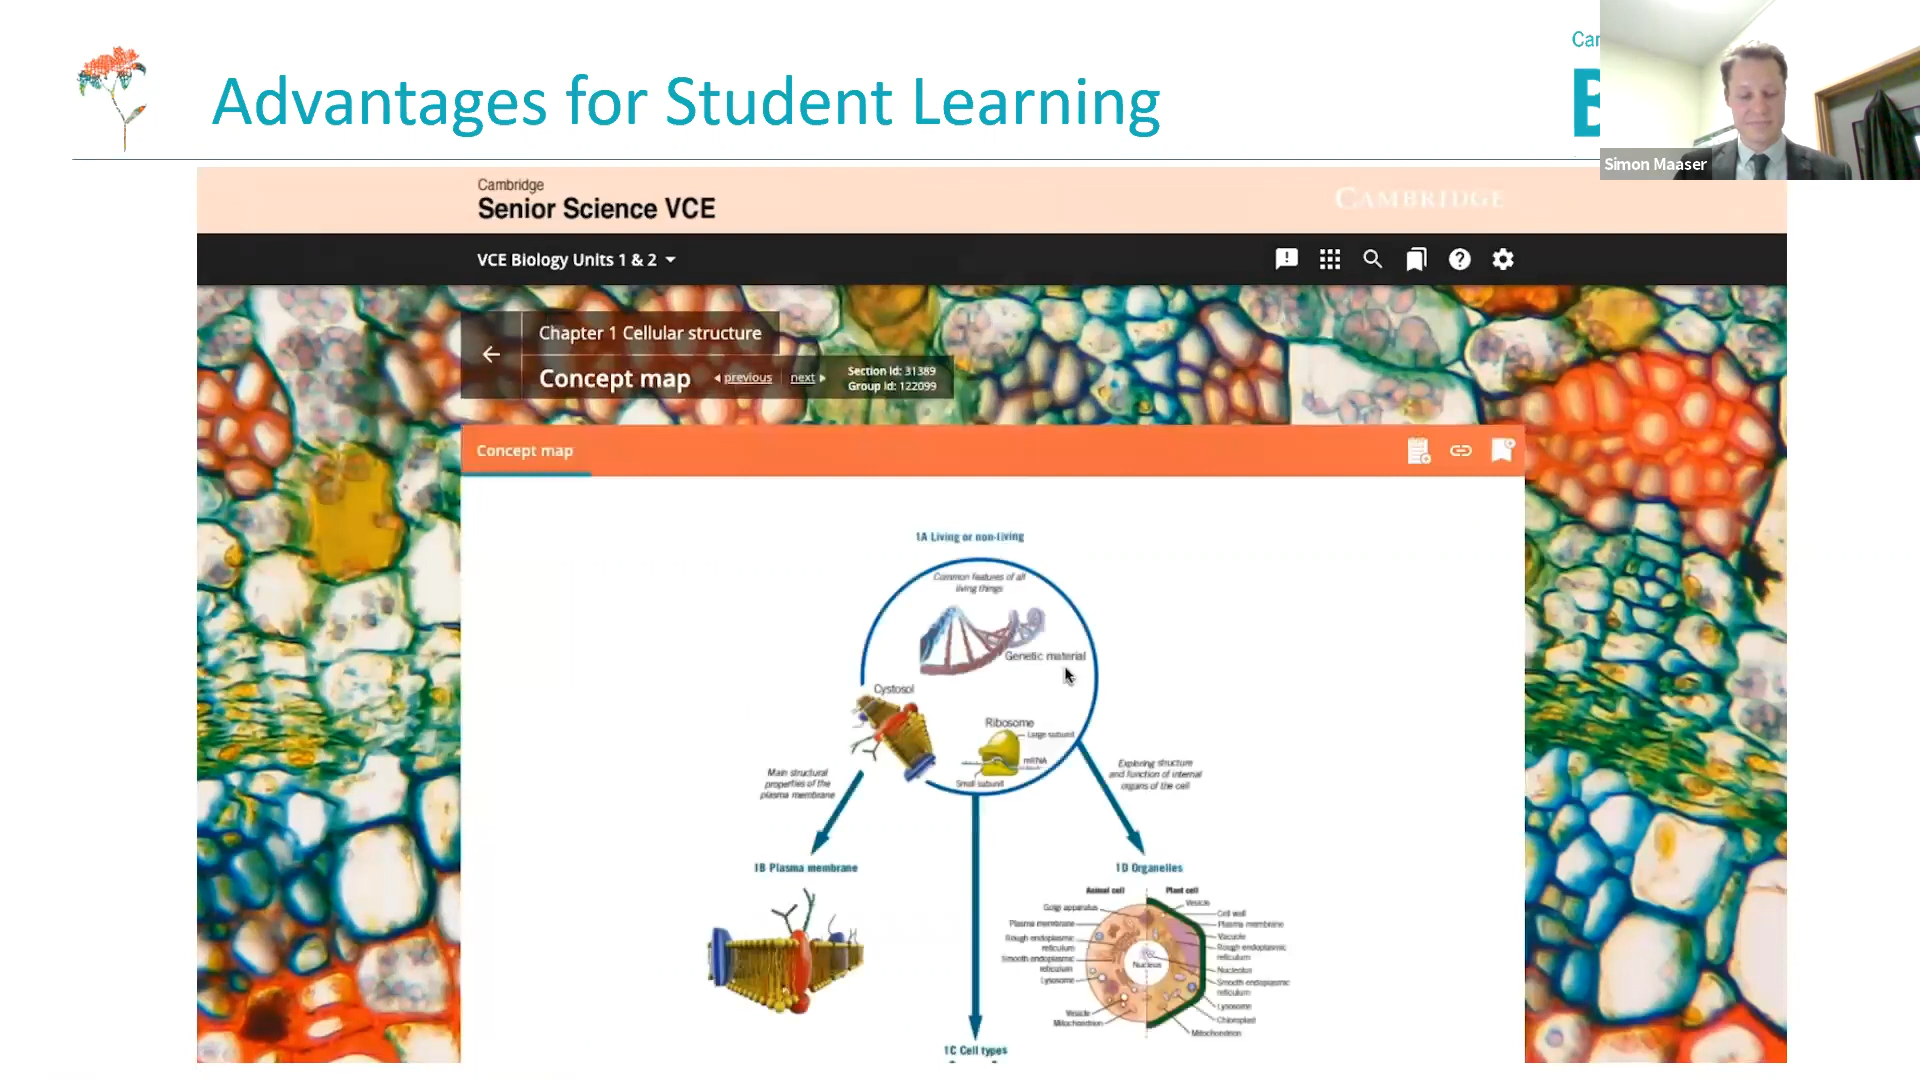 Advantages for Student Learning
Simon Maaser
Cambridge
Senior Science VCE
CAMBRIDGE
VCE Biology Units 1 & 2
Chapter 1 Cellular structure
Concept map
previous
next
Section Id: 31389
Group Id: 122099
Concept map
1A Living or non-living
Common features of all
living things
Genetic material
Cystosol
Ribosome
Large subunit
mRNA
Small subunit
Main structural
properties of the
plasma membrane
Exploring structure
and function of internal
organs of the cell
1B Plasma membrane
1D Organelles
Animal cell
Plant cell
Golgi apparatus
Plasma membrane
Rough endoplasmic
reticulum
Smooth endoplasmic
reticulum
Lysosome
Vesicle
Mitochondrion
Nucleus
Vesicle
Cell wall
Plasma membrane
Vacuole
Rough endoplasmic
reticulum
Nucleolus
Smooth endoplasmic
reticulum
Lysosome
Chloroplast
Mitochondrion
1C Cell types